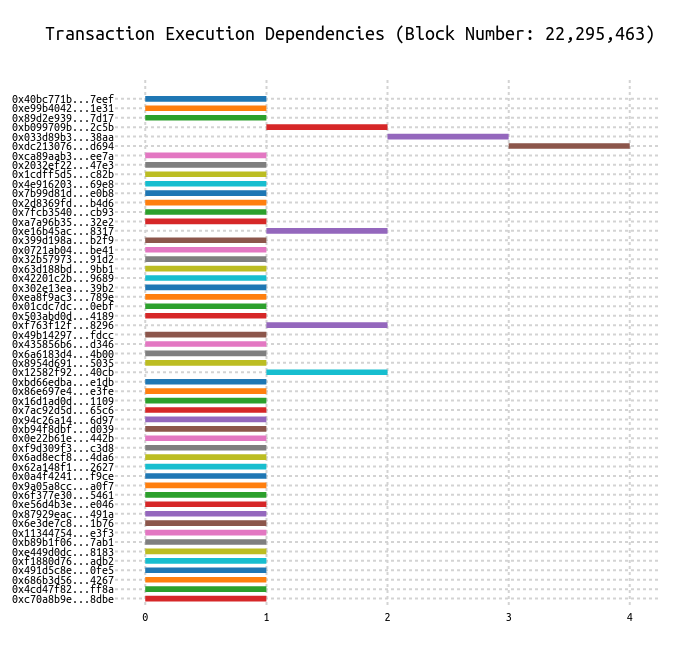 Transaction Execution Dependencies (Block Number: 22,295,463)
0x40bc771b...7eef
0xe99b4042...1e31
0x89d2e939...7d17
0xb099709b...2c5b
0x033d89b3...38aa
0xdc213076...d694
0xca89aab3...ee7a
0x2032ef22...47e3
0x1cdff5d5...c82b
0x4e916203...69e8
0x7b99d81d...e0b8
0x2d8369fd...b4d6
0x7fcb3540...cb93
0xa7a96b35...32e2
0xe16b45ac...8317
0x399d198a...b2f9
0x0721ab04...be41
0x32b57973...91d2
0x63d188bd...9bb1
0x42201c2b...9689
0x302e13ea...39b2
0xea8f9ac3...789e
0x01cdc7dc...0ebf
0x503abd0d...4189
0xf763f12f...8296
0x49b14297...fdcc
0x435856b6...d346
0x6a6183d4...4b00
0x8954d691...5035
0x12582f92...40cb
0xbd66edba...e1db
0x86e697e4...e3fe
0x16d1ad0d...1109
0x7ac92d5d...65c6
0x94c26a14...6d97
0xb94f8dbf...d039
0x0e22b61e...442b
0xf9d309f3...c3d8
0x6ad8ecf8...4da6
0x62a148f1...2627
0x0a4f4241...f9ce
0x9a05a8cc...a0f7
0x6f377e30...5461
0xe56d4b3e...e046
0x87929eac...491a
0x6e3de7c8...1b76
0x11344754...e3f3
0xb89b1f06...7ab1
0xe449d0dc...8183
0xf1880d76...adb2
0x491d5c8e...0fe5
0x686b3d56...4267
0x4cd47f82...ff8a
0xc70a8b9e...8dbe
0 1 2 3 4